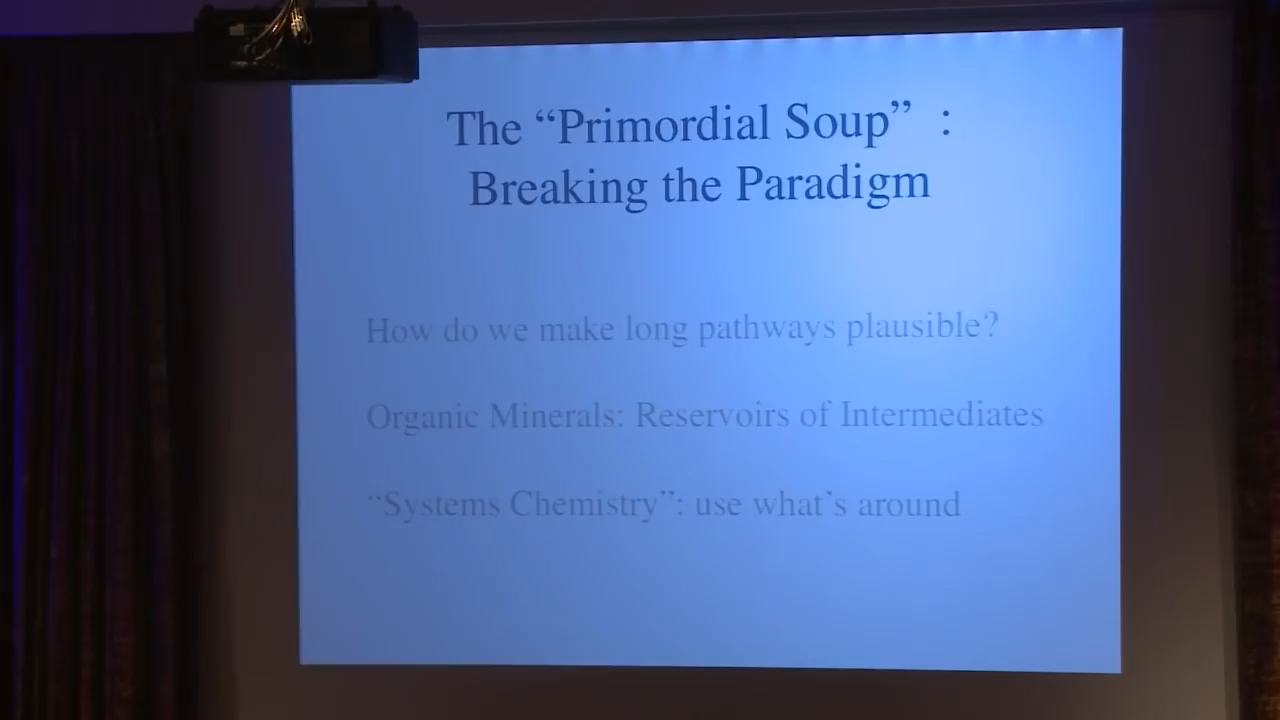 The “Primordial Soup” :
Breaking the Paradigm
How do we make long pathways plausible?
Organic Minerals: Reservoirs of Intermediates
“Systems Chemistry”: use what’s around